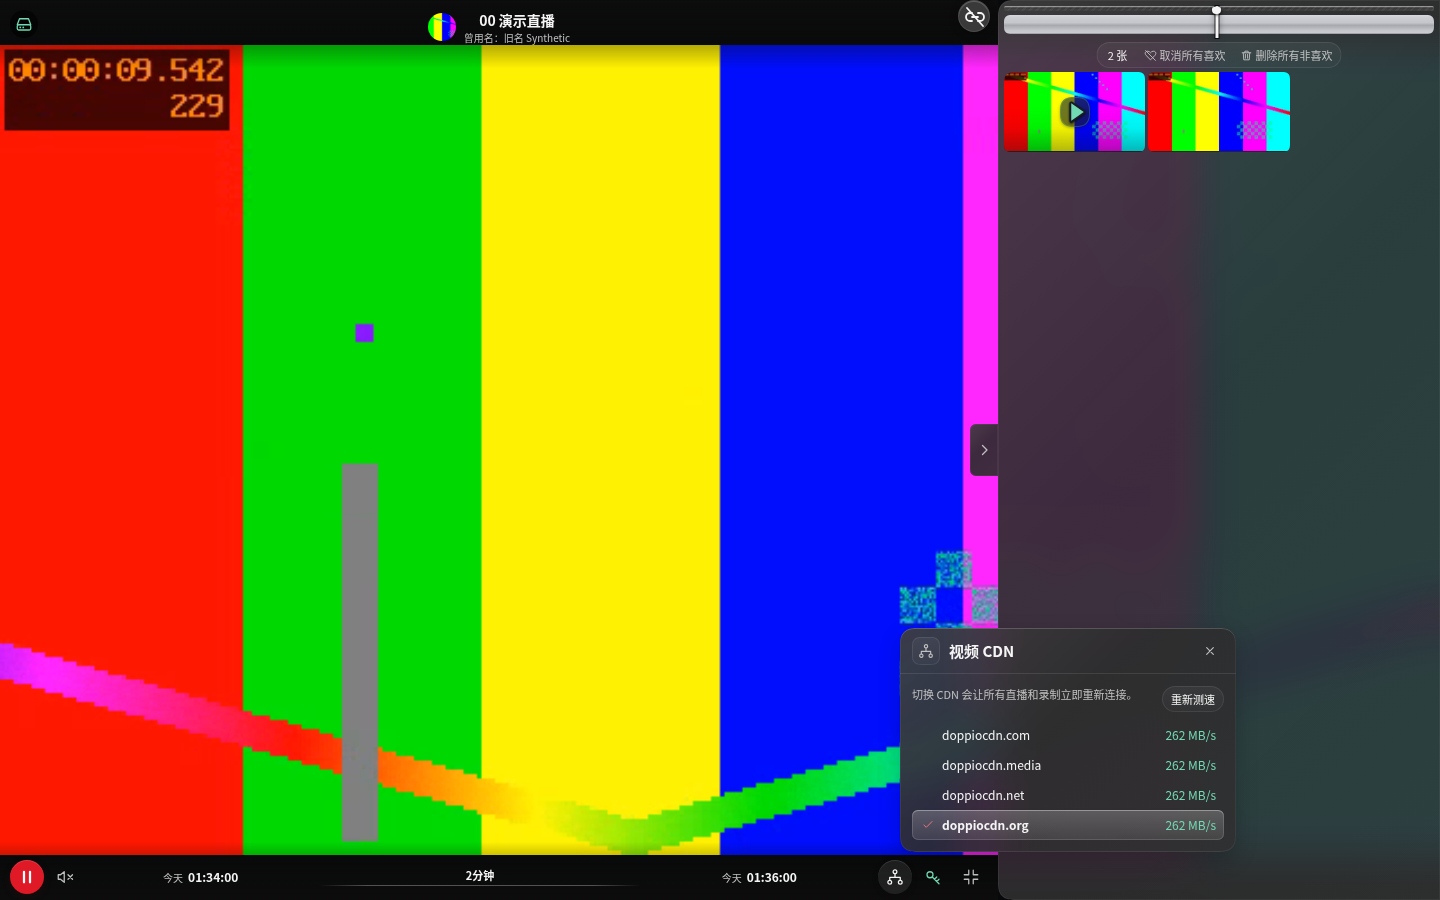 00 演示直播
曾用名：旧名 Synthetic
00:00:09.542
229
2 张 取消所有喜欢 删除所有非喜欢
视频 CDN
切换 CDN 会让所有直播和录制立即重新连接。
重新测速
doppiocdn.com 262 MB/s
doppiocdn.media 262 MB/s
doppiocdn.net 262 MB/s
doppiocdn.org 262 MB/s
今天 01:34:00 2分钟 今天 01:36:00